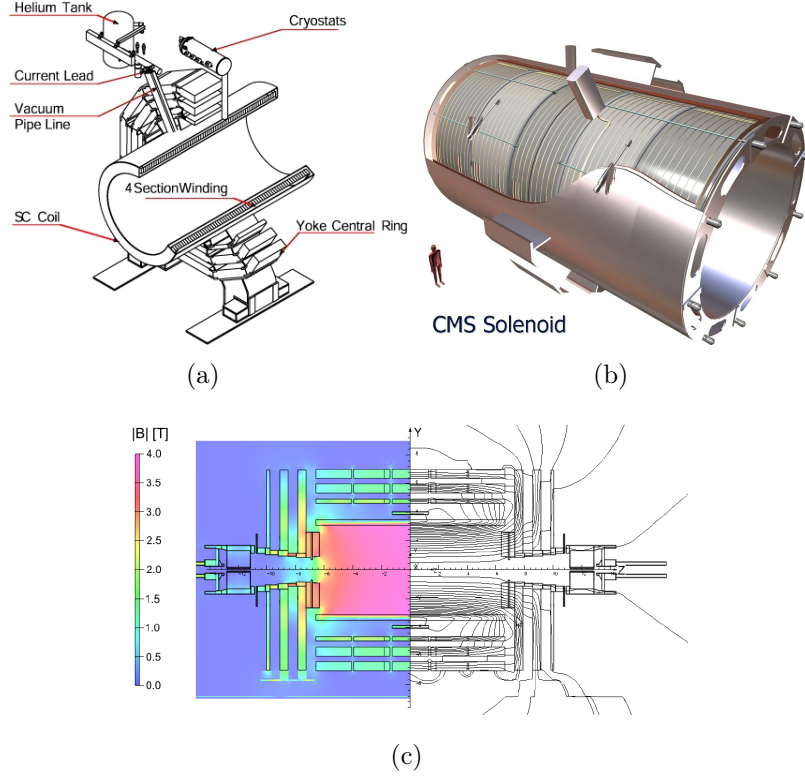 Helium Tank
Cryostats
Current Lead
Vacuum
Pipe Line
4 SectionWinding
SC Coil
Yoke Central Ring
CMS Solenoid
(a)
(b)
|B| [T]
Y
4.0
3.5
3.0
2.5
2.0
1.5
1.0
0.5
0.0
Z
(c)